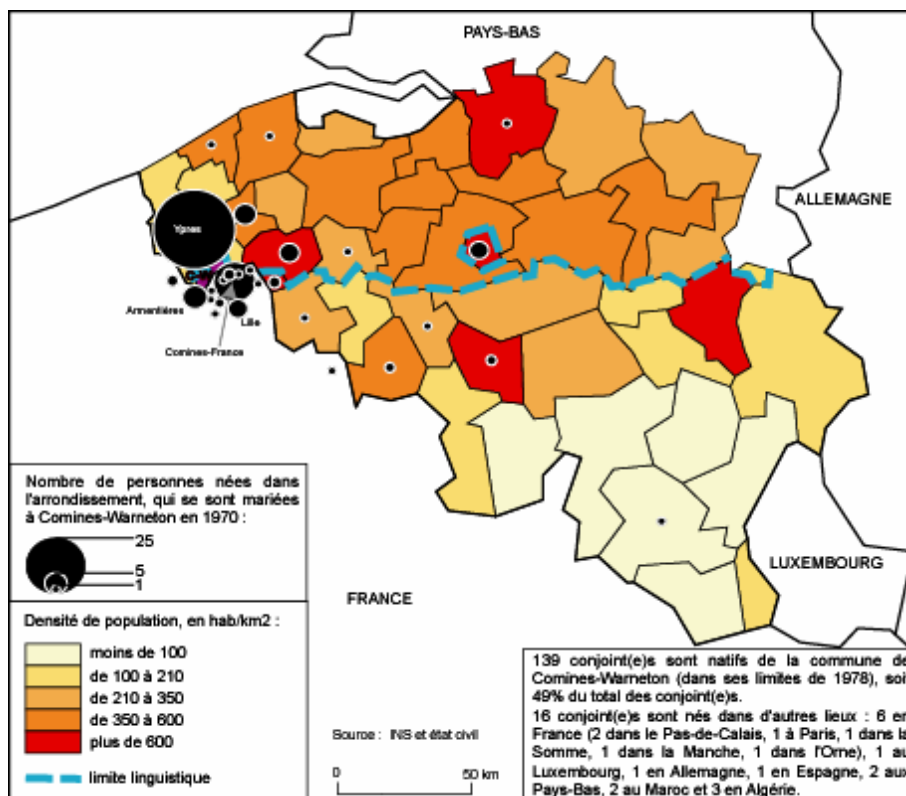 PAYS-BAS
ALLEMAGNE
Ypres
C-W
Armentières
Lille
Comines-France
Nombre de personnes nées dans
l'arrondissement, qui se sont mariées
à Comines-Warneton en 1970 :
25
5
1
LUXEMBOURG
FRANCE
Densité de population, en hab/km2 :
moins de 100
de 100 à 210
de 210 à 350
de 350 à 600
plus de 600
limite linguistique
Source : INS et état civil
0 50 km
139 conjoint(e)s sont natifs de la commune de
Comines-Warneton (dans ses limites de 1978), soit
49% du total des conjoint(e)s.
16 conjoint(e)s sont nés dans d'autres lieux : 6 en
France (2 dans le Pas-de-Calais, 1 à Paris, 1 dans la
Somme, 1 dans la Manche, 1 dans l'Orne), 1 au
Luxembourg, 1 en Allemagne, 1 en Espagne, 2 aux
Pays-Bas, 2 au Maroc et 3 en Algérie.